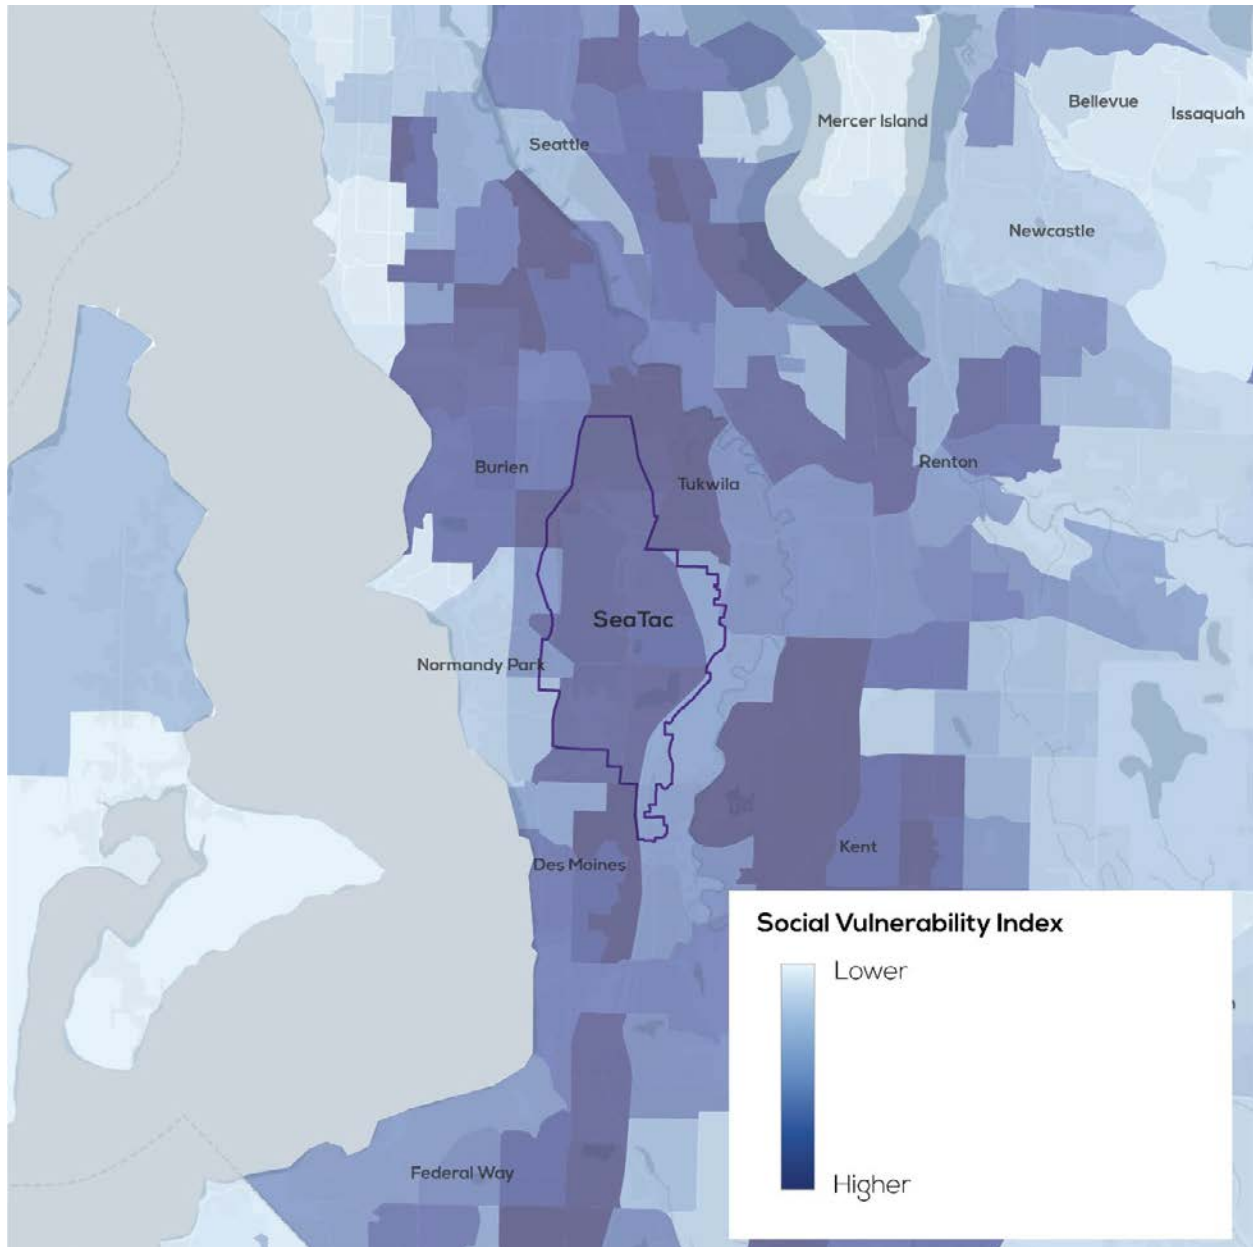 Bellevue
Issaquah
Mercer Island
Seattle
Newcastle
Burien
Renton
Tukwila
SeaTac
Normandy Park
Kent
Des Moines
Social Vulnerability Index
Lower
Higher
Federal Way